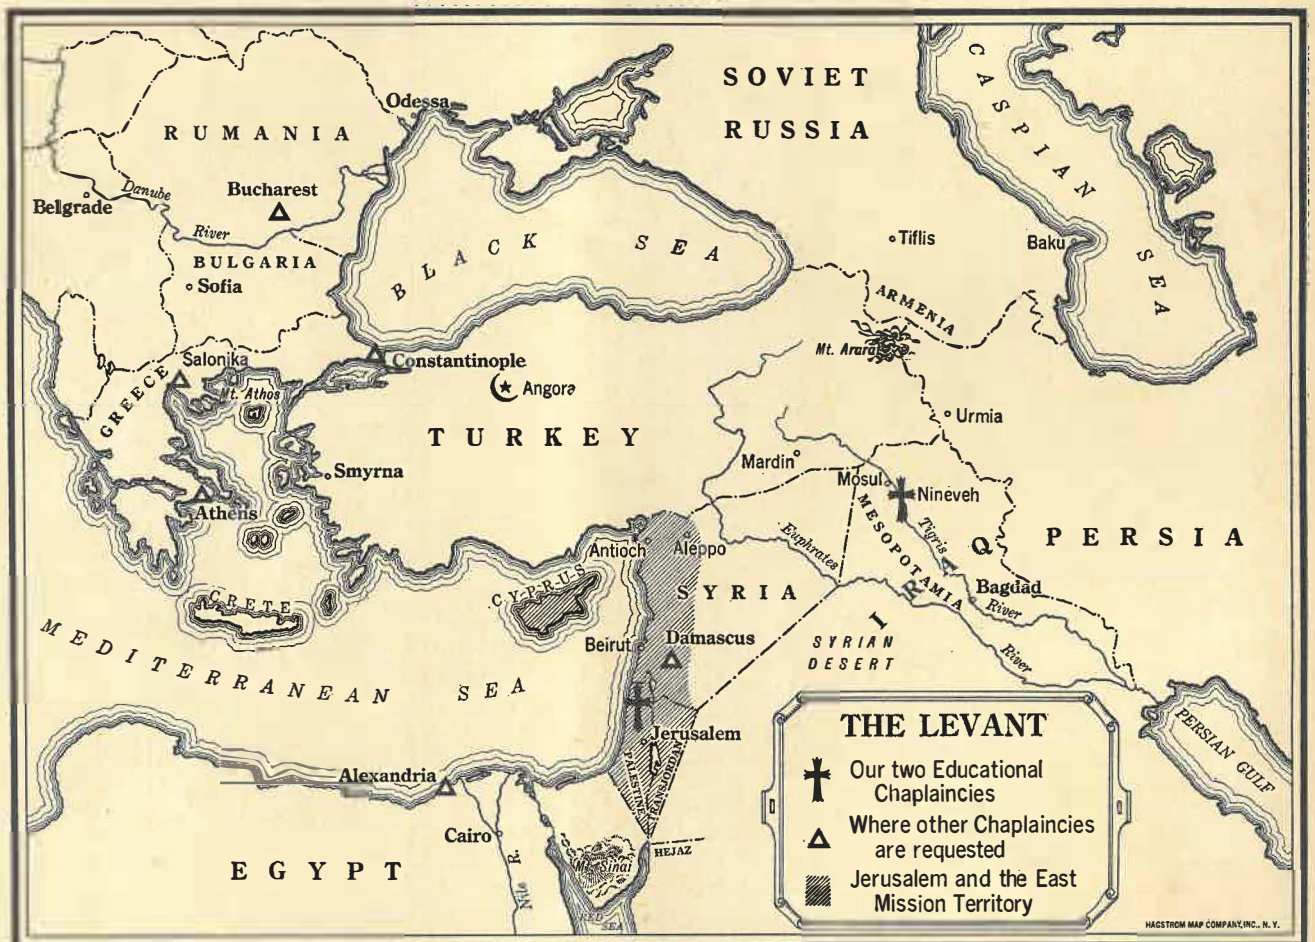 SOVIET
RUSSIA
CASPIAN
SEA
Odessa
RUMANIA
Bucharest
Danube
River
Belgrade
BULGARIA
Sofia
BLACK SEA
Tiflis
Baku
ARMENIA
Mt. Ararat
Constantinople
Salonika
GREECE
Mt. Athos
Angora
TURKEY
Urmia
Smyrna
Mardin
Mosul
Nineveh
Athens
MESOPOTAMIA
Tigris
PERSIA
IRAQ
Euphrates
Antioch
Aleppo
SYRIA
CYPRUS
CRETE
Bagdad
River
Beirut
Damascus
SYRIAN
DESERT
River
MEDITERRANEAN SEA
Jerusalem
PALESTINE
TRANSJORDAN
PERSIAN GULF
Alexandria
Cairo
EGYPT
Nile R.
HEJAZ
Mt. Sinai
RED
SEA
THE LEVANT
Our two Educational
Chaplaincies
Where other Chaplaincies
are requested
Jerusalem and the East
Mission Territory
HAGSTROM MAP COMPANY, INC., N. Y.